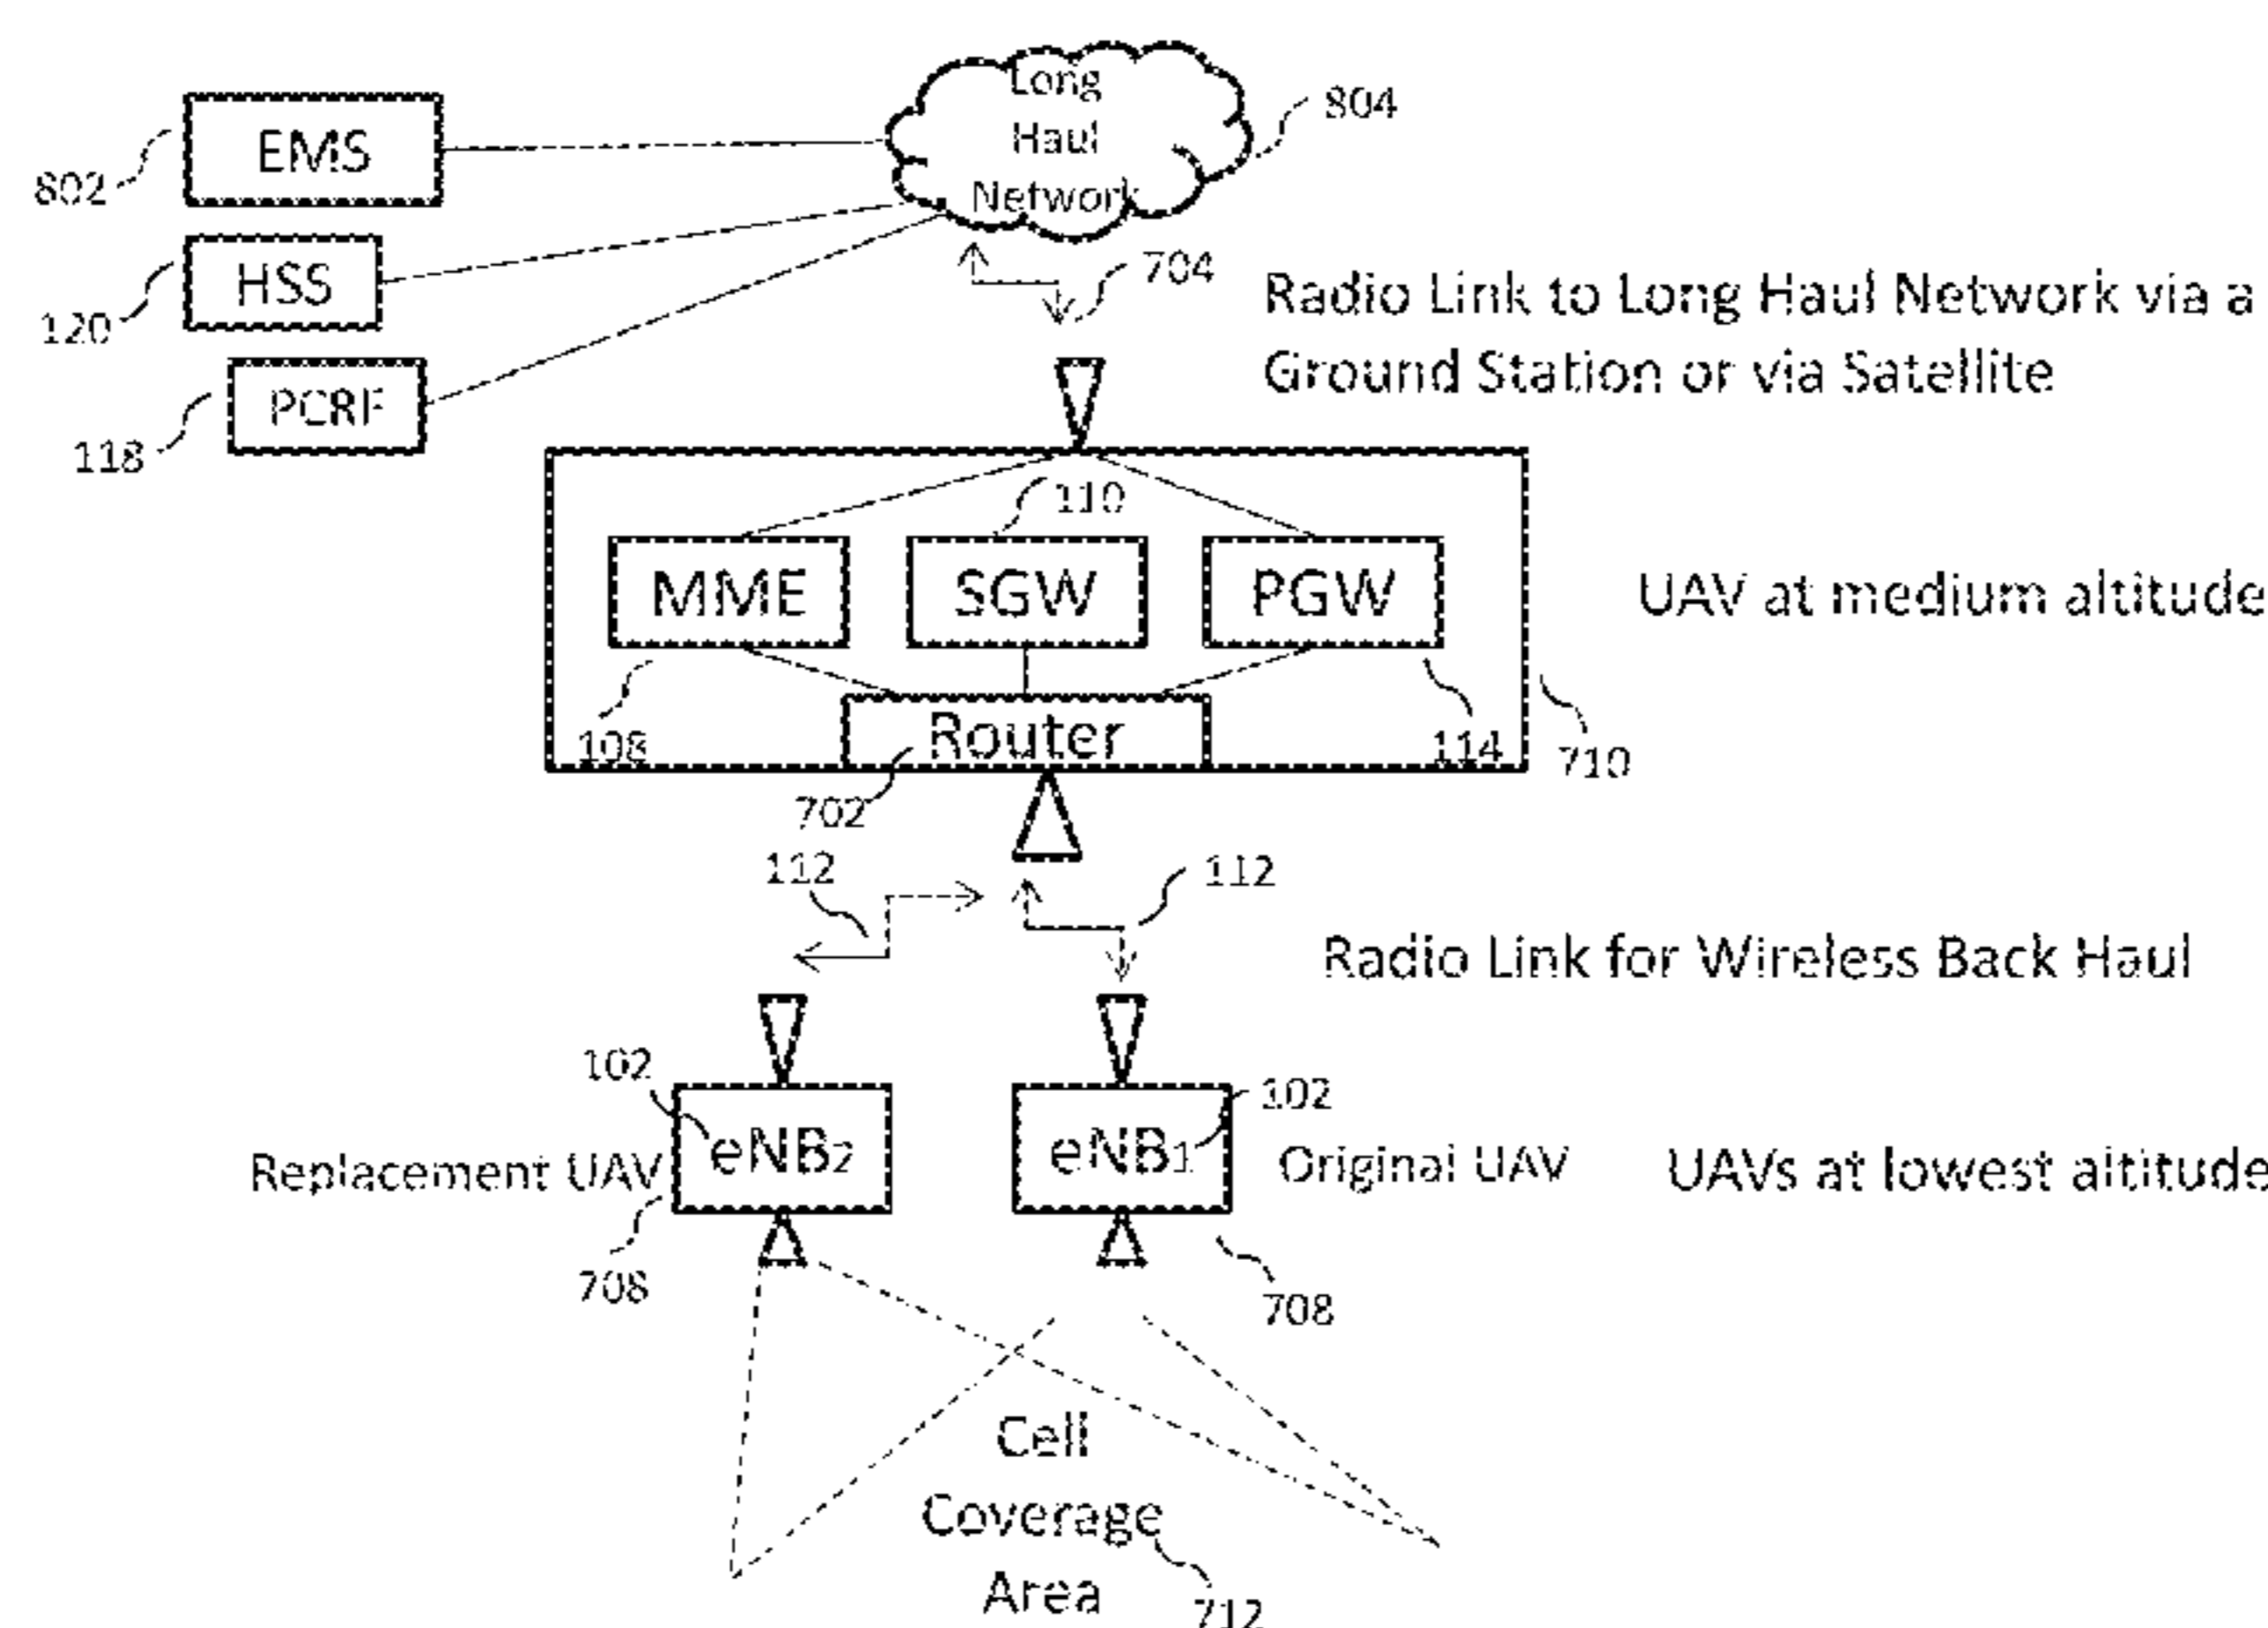 Long
Haul
Network
804
EMS
802
HSS
120
704
PCRF
118
Radio Link to Long Haul Network via a
Ground Station or via Satellite
110
MME
SGW
PGW
UAV at medium altitude
Router
108
114
710
702
112
112
Radio Link for Wireless Back Haul
102
102
eNB2
eNB1
Replacement UAV
Original UAV
UAVs at lowest altitude
708
708
Cell
Coverage
Area
712